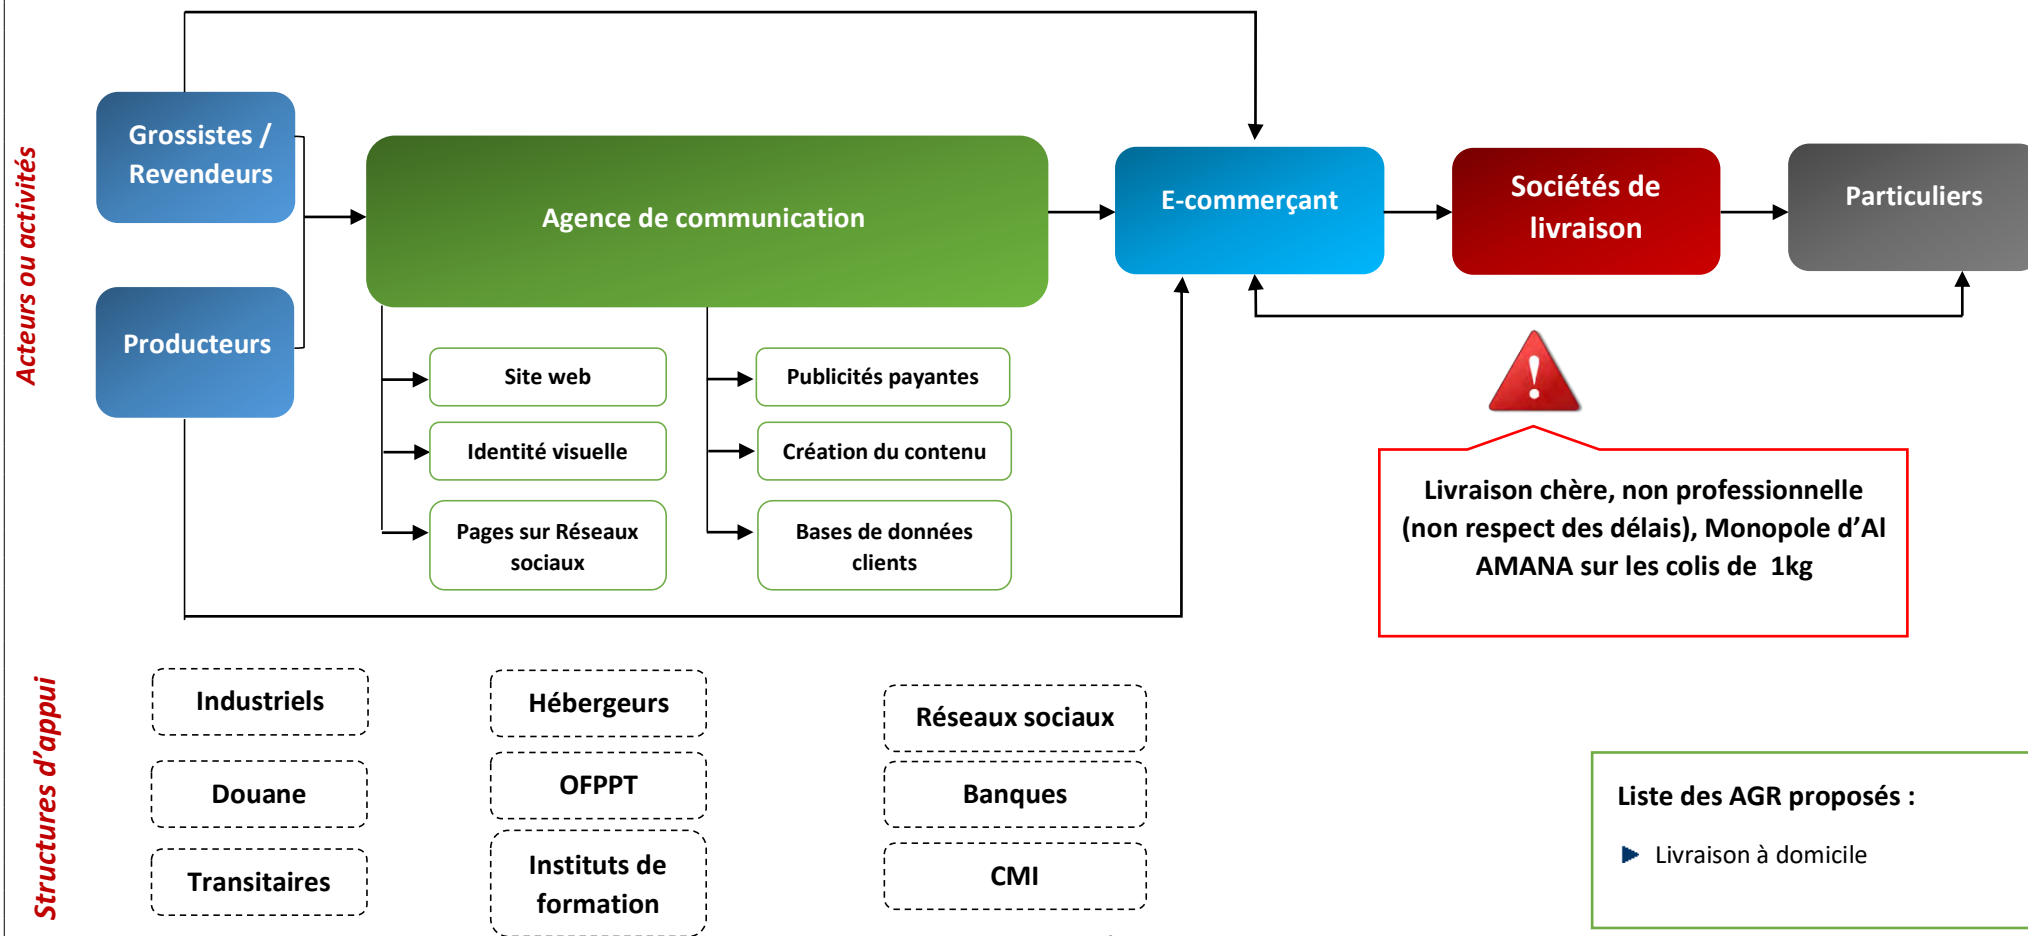 Acteurs ou activités
Grossistes /
Revendeurs
Producteurs
Agence de communication
E-commerçant
Sociétés de
livraison
Particuliers
Site web
Identité visuelle
Pages sur Réseaux
sociaux
Publicités payantes
Création du contenu
Bases de données
clients
Livraison chère, non professionnelle
(non respect des délais), Monopole d’Al
AMANA sur les colis de 1kg
Structures d’appui
Industriels
Douane
Transitaires
Hébergeurs
OFPPT
Instituts de
formation
Réseaux sociaux
Banques
CMI
Liste des AGR proposés :
Livraison à domicile